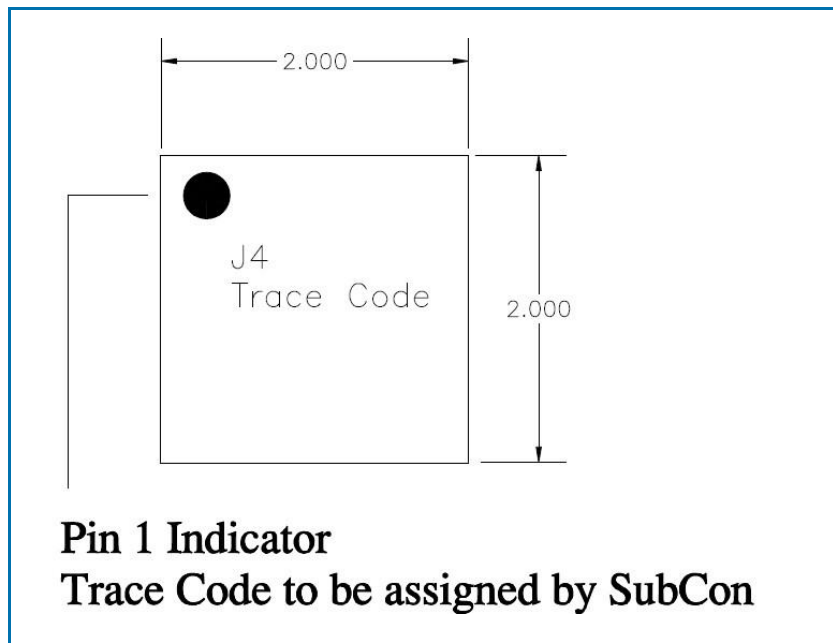 2.000
J4
Trace Code
2.000
Pin 1 Indicator
Trace Code to be assigned by SubCon